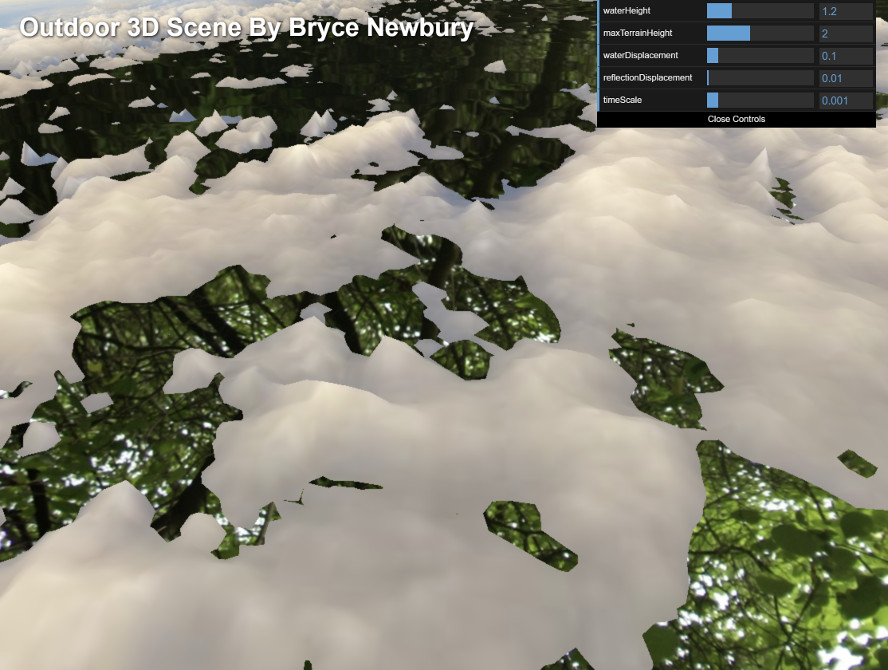 Outdoor 3D Scene By Bryce Newbury
waterHeight 1.2
maxTerrainHeight 2
waterDisplacement 0.1
reflectionDisplacement 0.01
timeScale 0.001
Close Controls